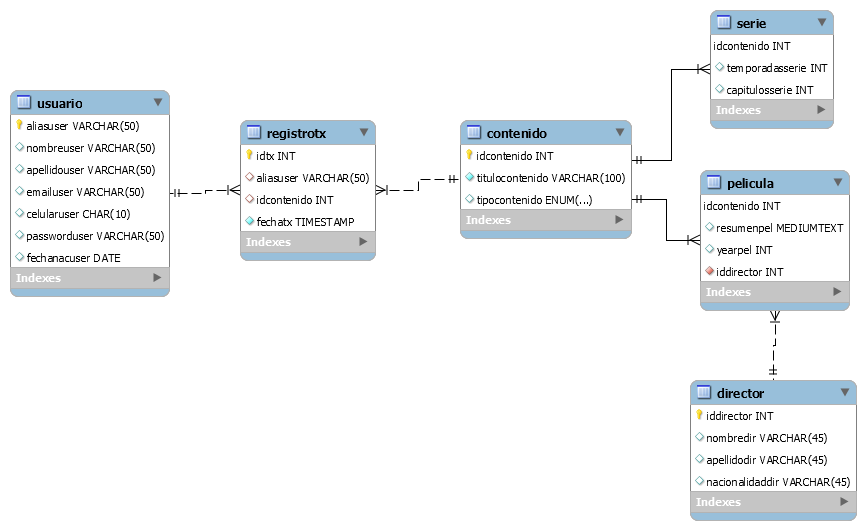 usuario
aliasuser VARCHAR(50)
nombreuser VARCHAR(50)
apellidouser VARCHAR(50)
emailuser VARCHAR(50)
celularuser CHAR(10)
passworduser VARCHAR(50)
fechanacuser DATE
Indexes
registrotx
idtx INT
aliasuser VARCHAR(50)
idcontenido INT
fechatx TIMESTAMP
Indexes
contenido
idcontenido INT
titulocontenido VARCHAR(100)
tipocontenido ENUM(...)
Indexes
serie
idcontenido INT
temporadasserie INT
capitulosserie INT
Indexes
pelicula
idcontenido INT
resumenpel MEDIUMTEXT
yearpel INT
iddirector INT
Indexes
director
iddirector INT
nombredir VARCHAR(45)
apellidodir VARCHAR(45)
nacionalidaddir VARCHAR(45)
Indexes